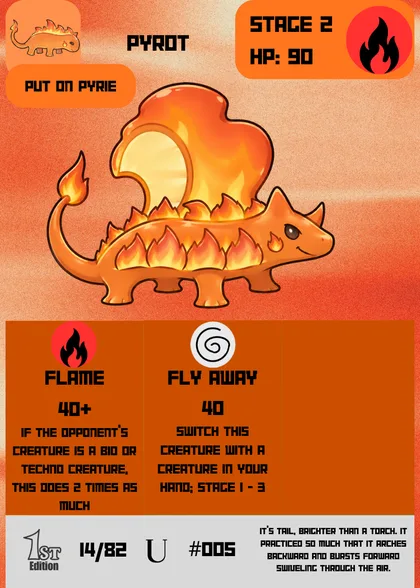 PYROT
STAGE 2
HP: 90
PUT ON PYRIE
FLAME
40+
IF THE OPPONENT'S
CREATURE IS A BIO OR
TECHNO CREATURE,
THIS DOES 2 TIMES AS
MUCH
FLY AWAY
40
SWITCH THIS
CREATURE WITH A
CREATURE IN YOUR
HAND; STAGE 1 - 3
1ST
Edition
14/82
U
#005
IT'S TAIL, BRIGHTER THAN A TORCH. IT
PRACTICED SO MUCH THAT IT ARCHES
BACKWARD AND BURSTS FORWARD
SWIVELING THROUGH THE AIR.